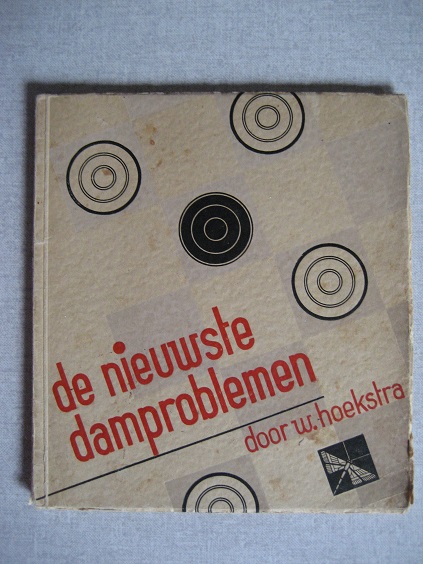 de nieuwste
damproblemen
door w. hoekstra